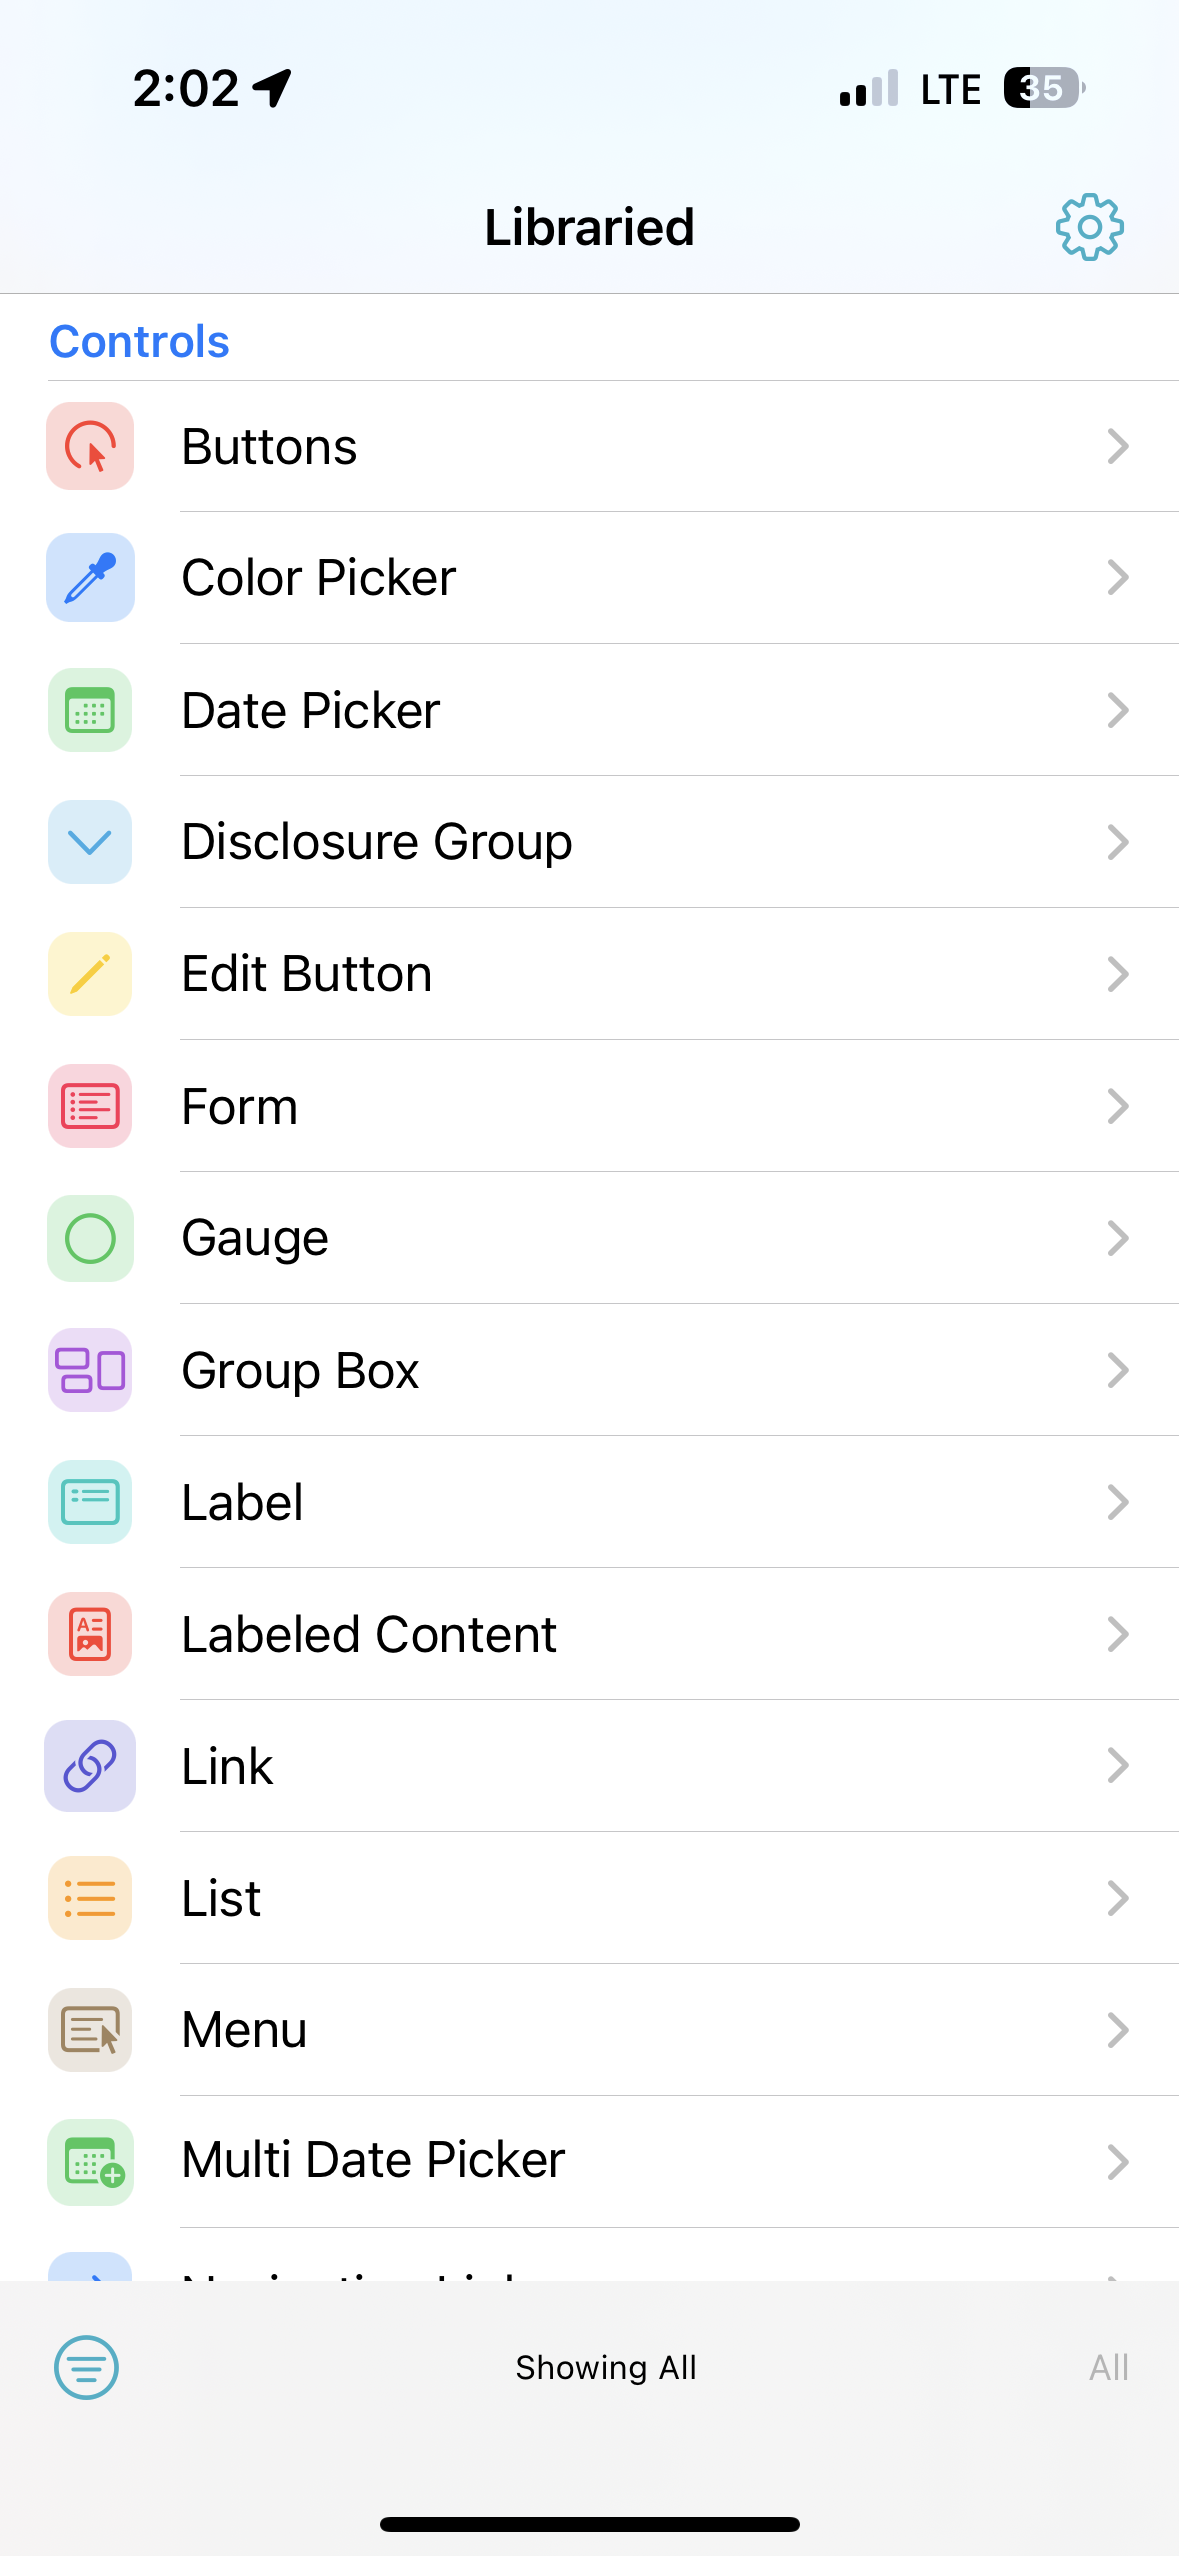 2:02
LTE 35
Libraried
Controls
Buttons
Color Picker
Date Picker
Disclosure Group
Edit Button
Form
Gauge
Group Box
Label
Labeled Content
Link
List
Menu
Multi Date Picker
Showing All
All